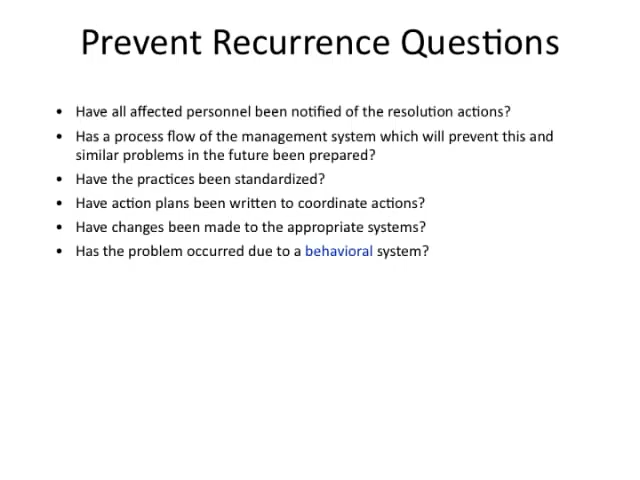 Prevent Recurrence Questions
• Have all affected personnel been notified of the resolution actions?
• Has a process flow of the management system which will prevent this and
similar problems in the future been prepared?
• Have the practices been standardized?
• Have action plans been written to coordinate actions?
• Have changes been made to the appropriate systems?
• Has the problem occurred due to a behavioral system?